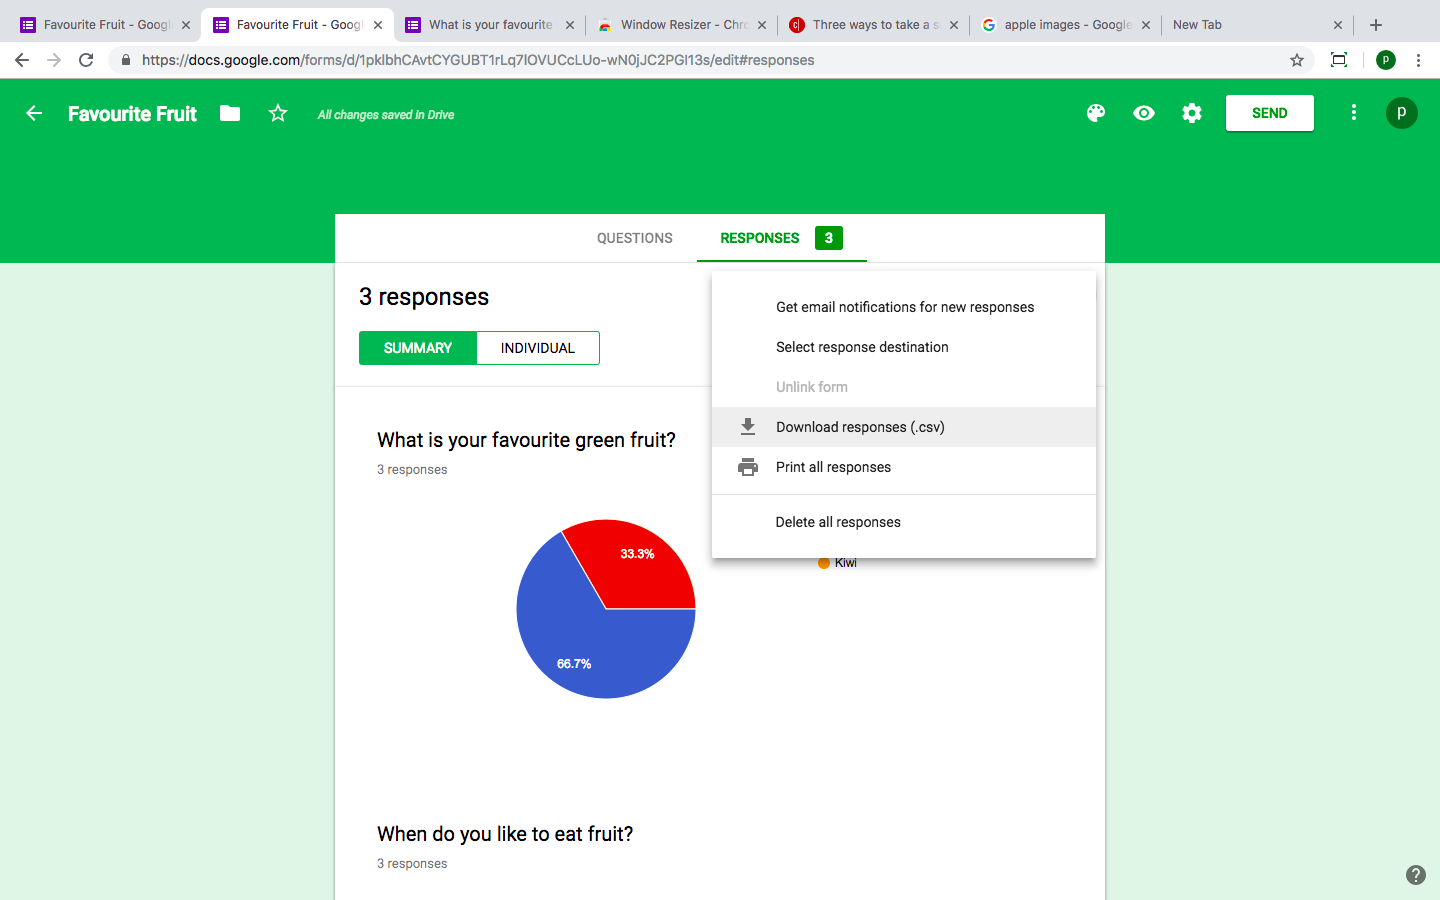 Favourite Fruit - Googl
Favourite Fruit - Googl
What is your favourite
Window Resizer - Chro
Three ways to take a s
apple images - Google
New Tab
https://docs.google.com/forms/d/1pklbhCAvtCYGUBT1rLq7lOVUCcLUo-wN0jJC2PGl13s/edit#responses
p
Favourite Fruit
All changes saved in Drive
SEND
p
QUESTIONS
RESPONSES 3
3 responses
SUMMARY
INDIVIDUAL
Get email notifications for new responses
Select response destination
Unlink form
Download responses (.csv)
Print all responses
Delete all responses
What is your favourite green fruit?
3 responses
33.3%
66.7%
Kiwi
When do you like to eat fruit?
3 responses